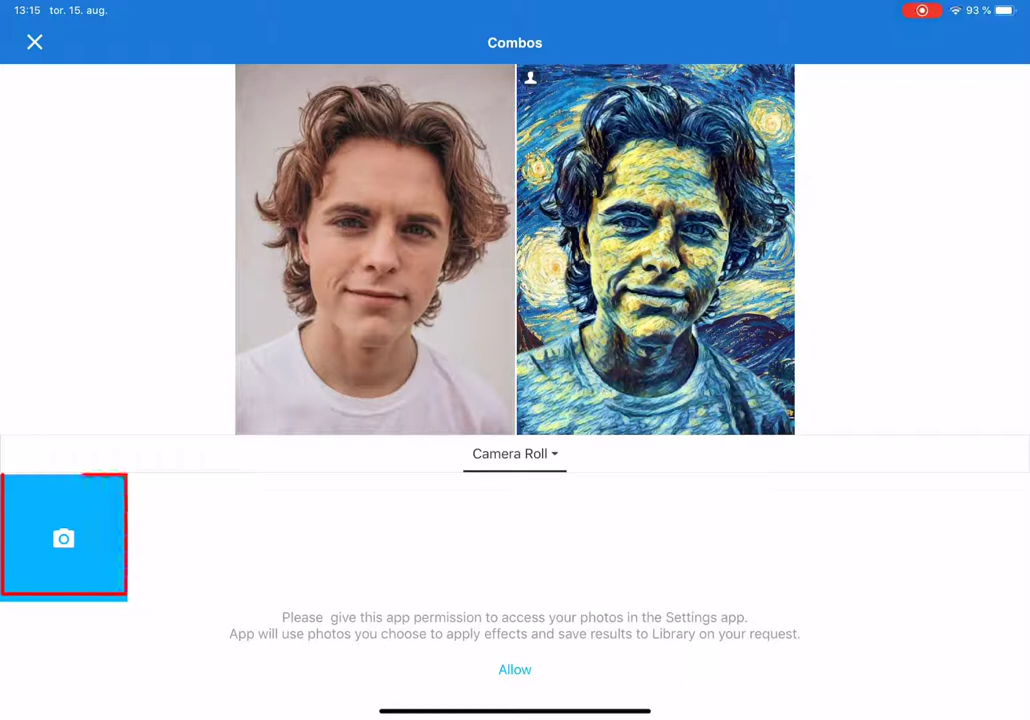 13:15 tor. 15. aug.
93 %
Combos
Camera Roll
Please give this app permission to access your photos in the Settings app.
App will use photos you choose to apply effects and save results to Library on your request.
Allow